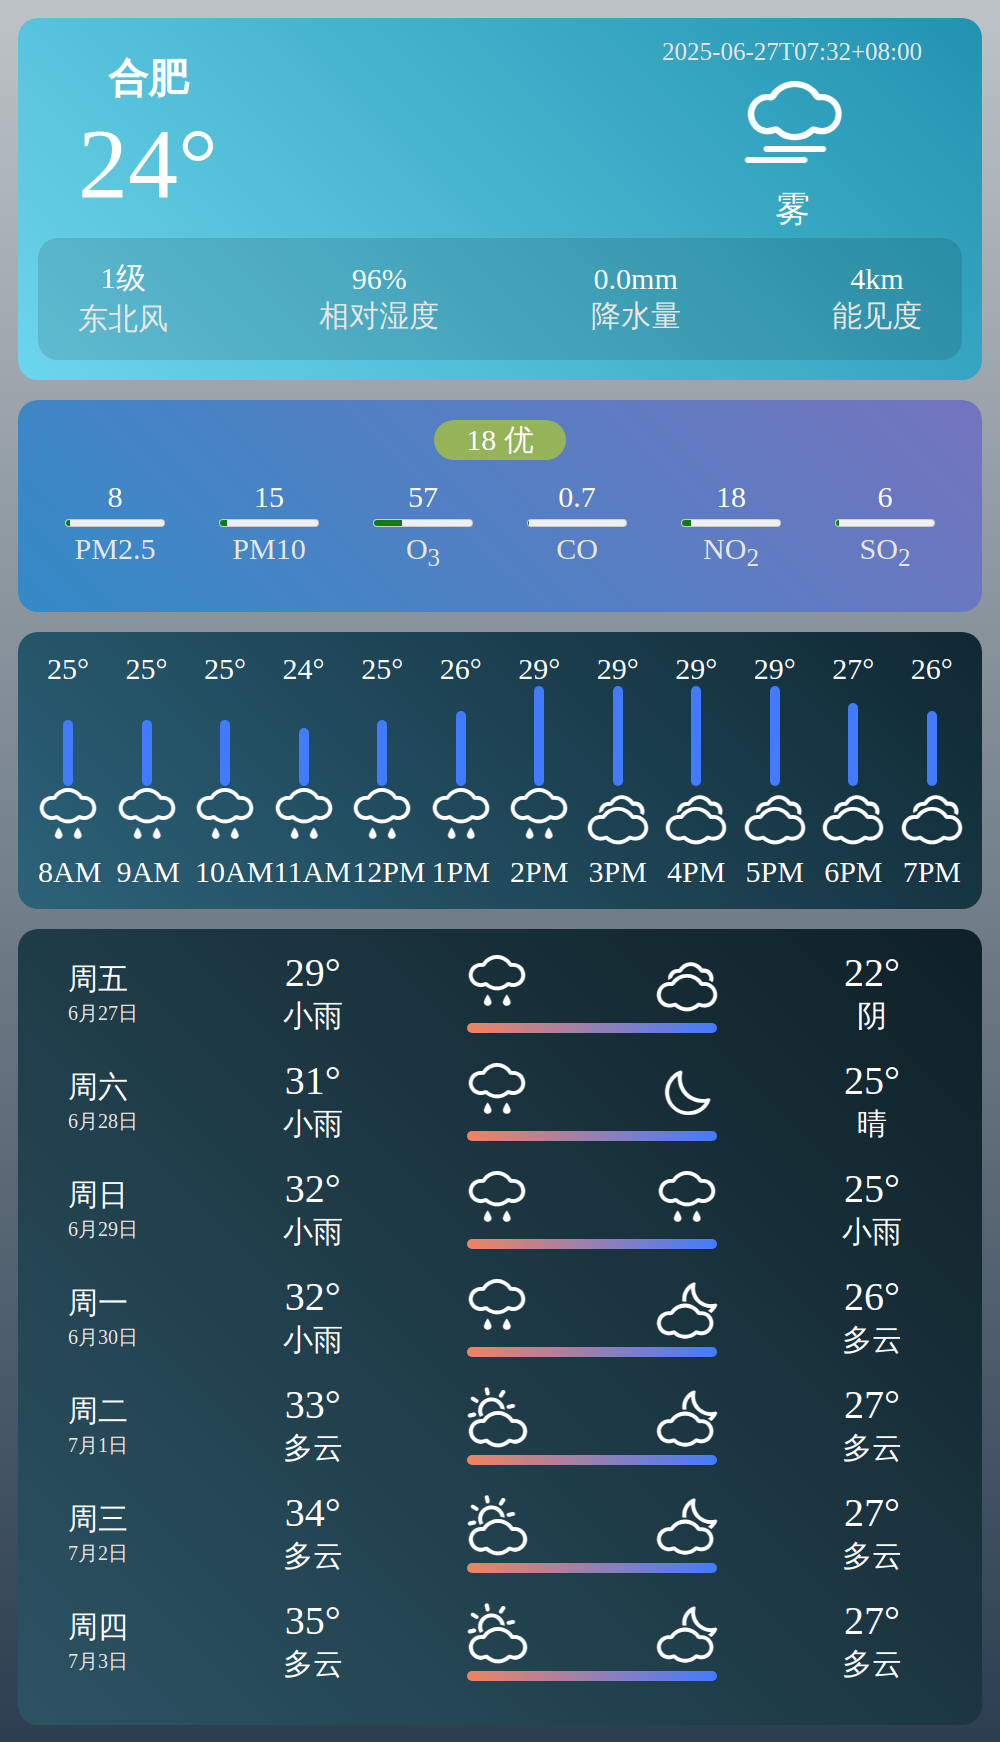 合肥
24°
2025-06-27T07:32+08:00
雾
1级 96% 0.0mm 4km
东北风 相对湿度 降水量 能见度
18 优
8 15 57 0.7 18 6
PM2.5 PM10 O3 CO NO2 SO2
25° 25° 25° 24° 25° 26° 29° 29° 29° 29° 27° 26°
8AM 9AM 10AM 11AM 12PM 1PM 2PM 3PM 4PM 5PM 6PM 7PM
周五 29° 22°
6月27日 小雨 阴
周六 31° 25°
6月28日 小雨 晴
周日 32° 25°
6月29日 小雨 小雨
周一 32° 26°
6月30日 小雨 多云
周二 33° 27°
7月1日 多云 多云
周三 34° 27°
7月2日 多云 多云
周四 35° 27°
7月3日 多云 多云